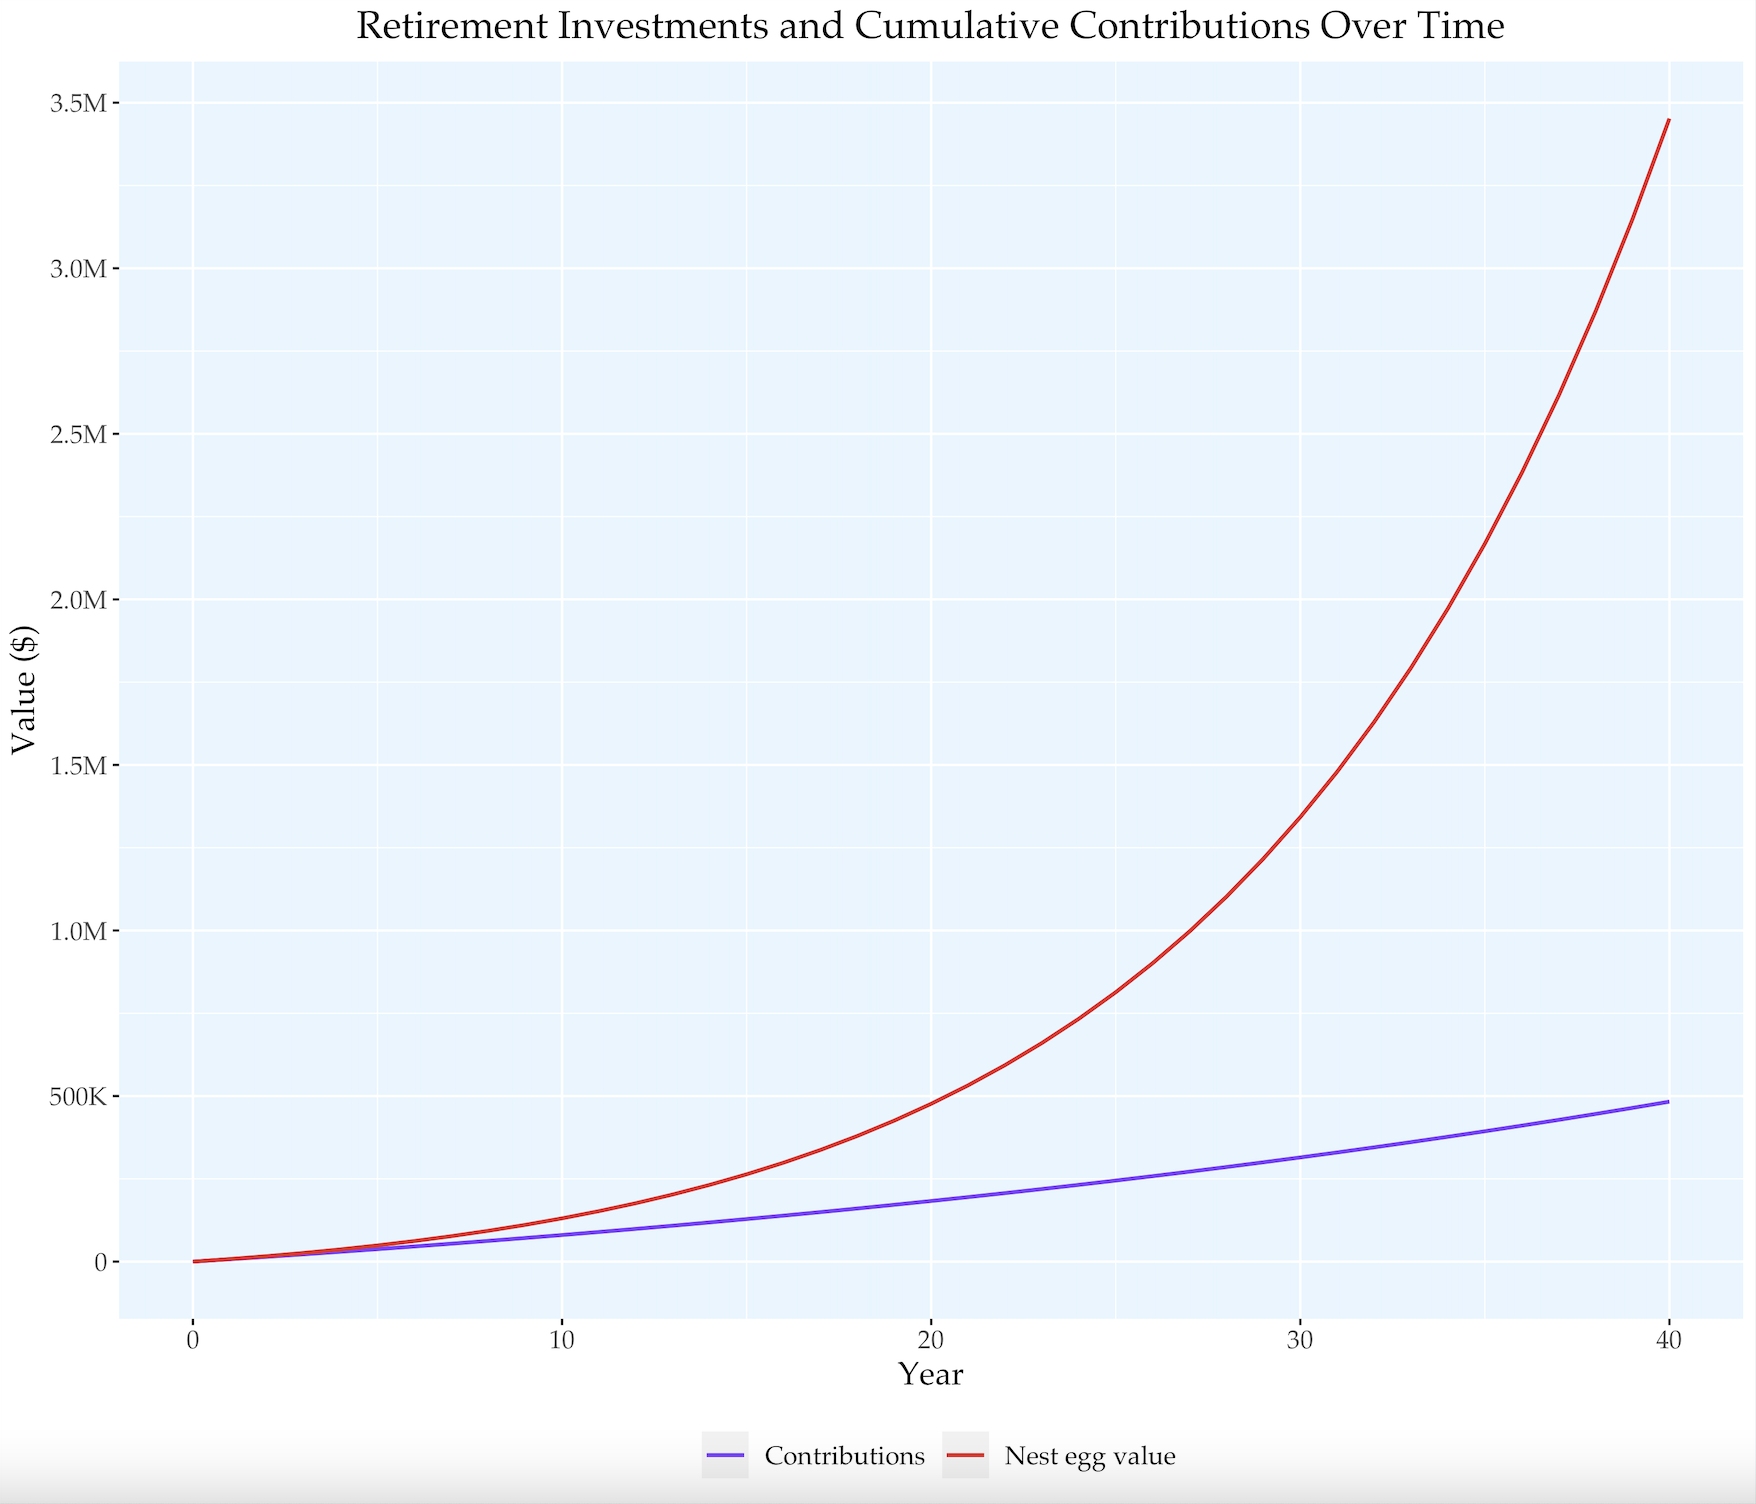 Retirement Investments and Cumulative Contributions Over Time
3.5M
3.0M
2.5M
2.0M
1.5M
1.0M
500K
0
Value ($)
0 10 20 30 40
Year
Contributions Nest egg value